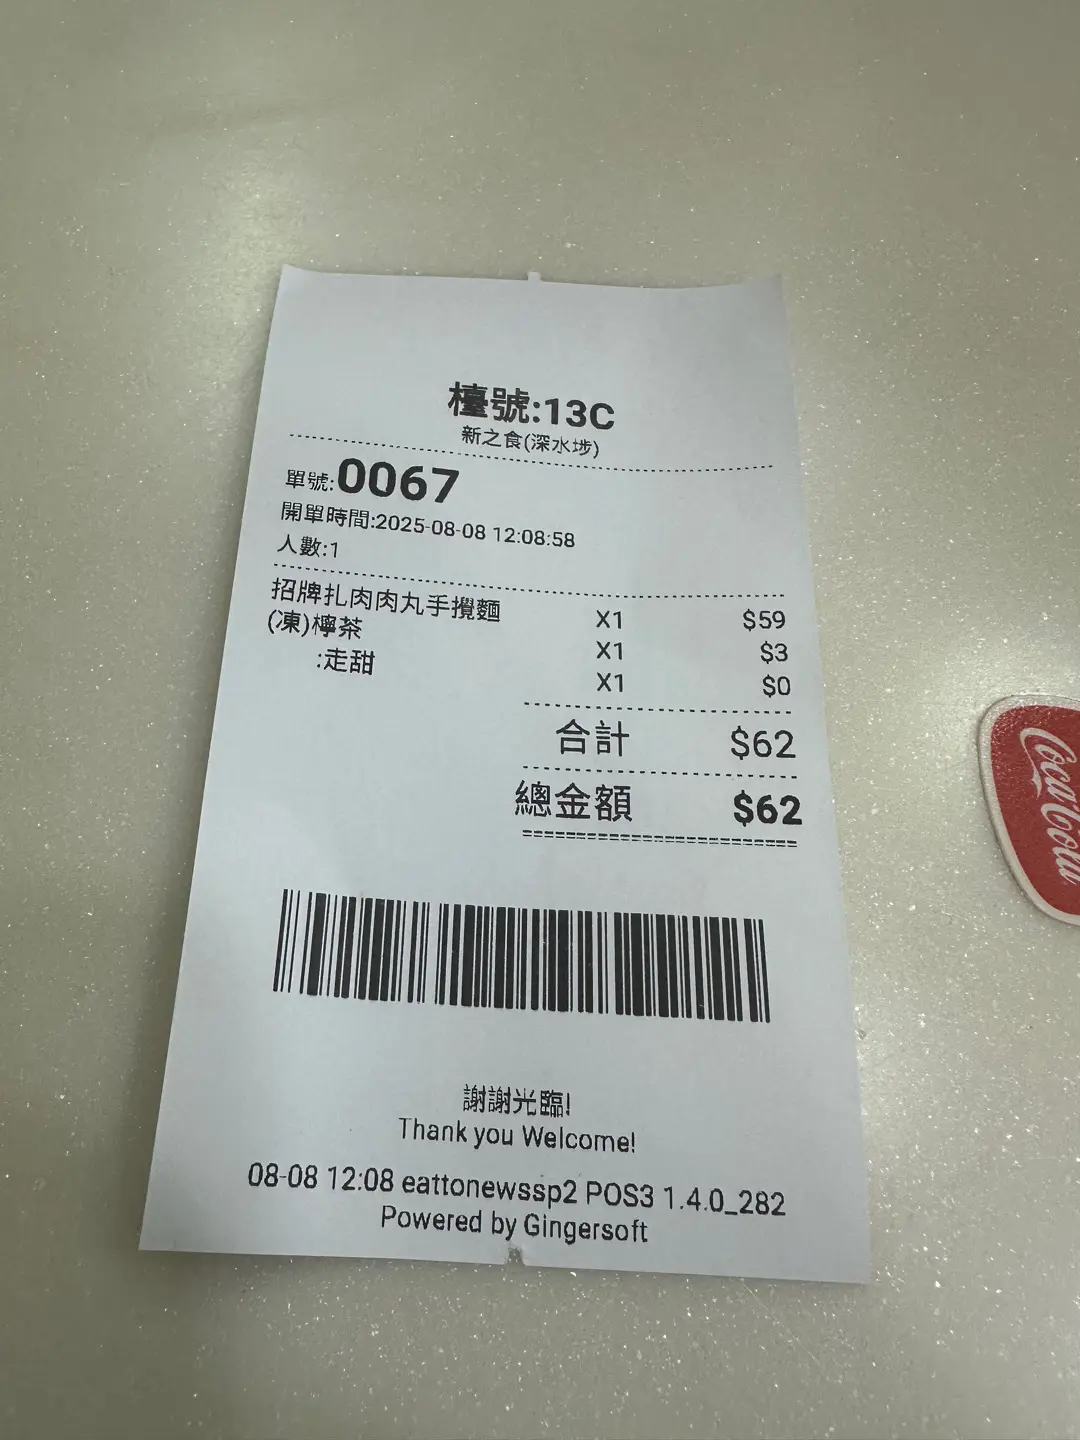 檯號:13C
新之食(深水埗)
單號:0067
開單時間:2025-08-08 12:08:58
人數:1
招牌扎肉肉丸手攪麵 X1 $59
(凍)檸茶 X1 $3
:走甜 X1 $0
合計 $62
總金額 $62
謝謝光臨!
Thank you Welcome!
08-08 12:08 eattonewssp2 POS3 1.4.0_282
Powered by Gingersoft
Coca-Cola